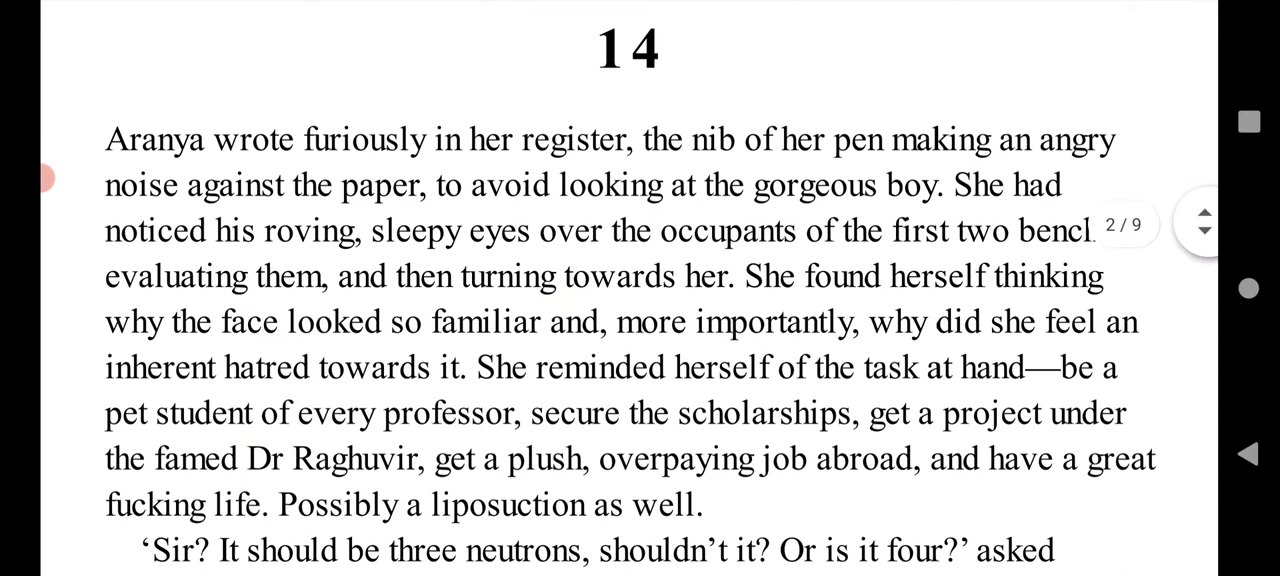 14
Aranya wrote furiously in her register, the nib of her pen making an angry
noise against the paper, to avoid looking at the gorgeous boy. She had
noticed his roving, sleepy eyes over the occupants of the first two
evaluating them, and then turning towards her. She found herself thinking
why the face looked so familiar and, more importantly, why did she feel an
inherent hatred towards it. She reminded herself of the task at hand—be a
pet student of every professor, secure the scholarships, get a project under
the famed Dr Raghuvir, get a plush, overpaying job abroad, and have a great
fucking life. Possibly a liposuction as well.
‘Sir? It should be three neutrons, shouldn’t it? Or is it four?’ asked
2/9